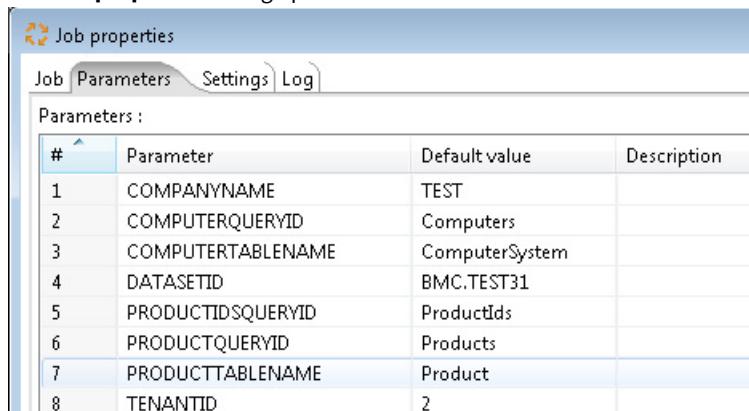 Job properties
Job Parameters Settings Log
Parameters :
# Parameter Default value Description
1 COMPANYNAME TEST
2 COMPUTERQUERYID Computers
3 COMPUTERTABLENAME ComputerSystem
4 DATASETID BMC.TEST31
5 PRODUCTIDSQUERYID ProductIds
6 PRODUCTQUERYID Products
7 PRODUCTTABLENAME Product
8 TENANTID 2